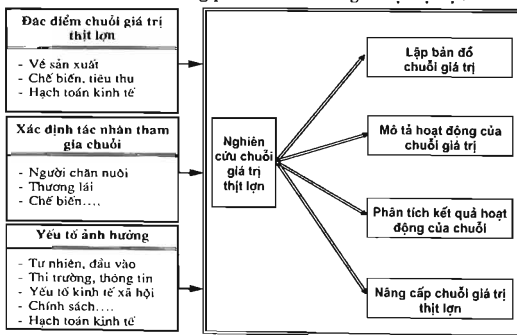 Đặc điểm chuỗi giá trị
thịt lợn
- Về sản xuất
- Chế biến, tiêu thụ
- Hạch toán kinh tế
Xác định tác nhân tham
gia chuỗi
- Người chăn nuôi
- Thương lái
- Chế biến....
Yếu tố ảnh hưởng
- Tự nhiên, đầu vào
- Thị trường, thông tin
- Yếu tố kinh tế xã hội
- Chính sách....
- Hạch toán kinh tế
Nghiên
cứu chuỗi
giá trị
thịt lợn
Lập bản đồ
chuỗi giá trị
Mô tả hoạt động của
chuỗi giá trị
Phân tích kết quả hoạt
động của chuỗi
Nâng cấp chuỗi giá trị
thịt lợn